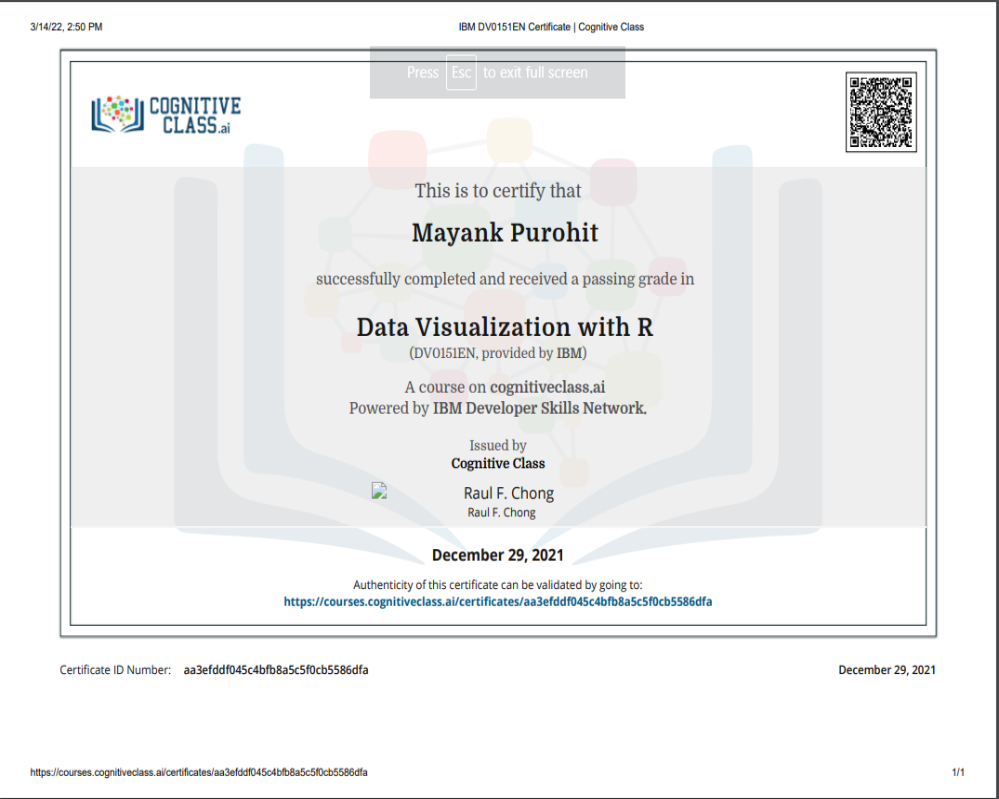 3/14/22, 2:50 PM
IBM DV0151EN Certificate | Cognitive Class
Press Esc to exit full screen
COGNITIVE
CLASS.ai
This is to certify that
Mayank Purohit
successfully completed and received a passing grade in
Data Visualization with R
(DV0151EN, provided by IBM)
A course on cognitiveclass.ai
Powered by IBM Developer Skills Network.
Issued by
Cognitive Class
Raul F. Chong
Raul F. Chong
December 29, 2021
Authenticity of this certificate can be validated by going to:
https://courses.cognitiveclass.ai/certificates/aa3efddf045c4bfb8a5c5f0cb5586dfa
Certificate ID Number: aa3efddf045c4bfb8a5c5f0cb5586dfa
December 29, 2021
https://courses.cognitiveclass.ai/certificates/aa3efddf045c4bfb8a5c5f0cb5586dfa
1/1